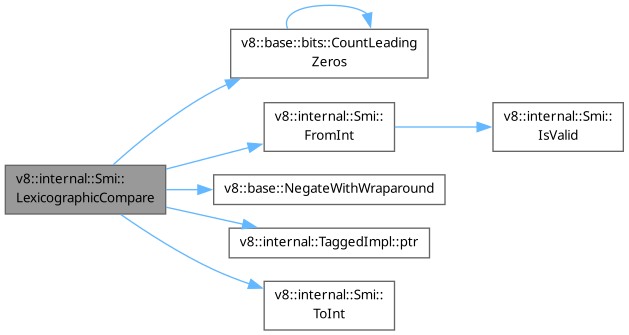 v8::base::bits::CountLeading
Zeros
v8::internal::Smi::
FromInt
v8::internal::Smi::
IsValid
v8::internal::Smi::
LexicographicCompare
v8::base::NegateWithWraparound
v8::internal::TaggedImpl::ptr
v8::internal::Smi::
ToInt